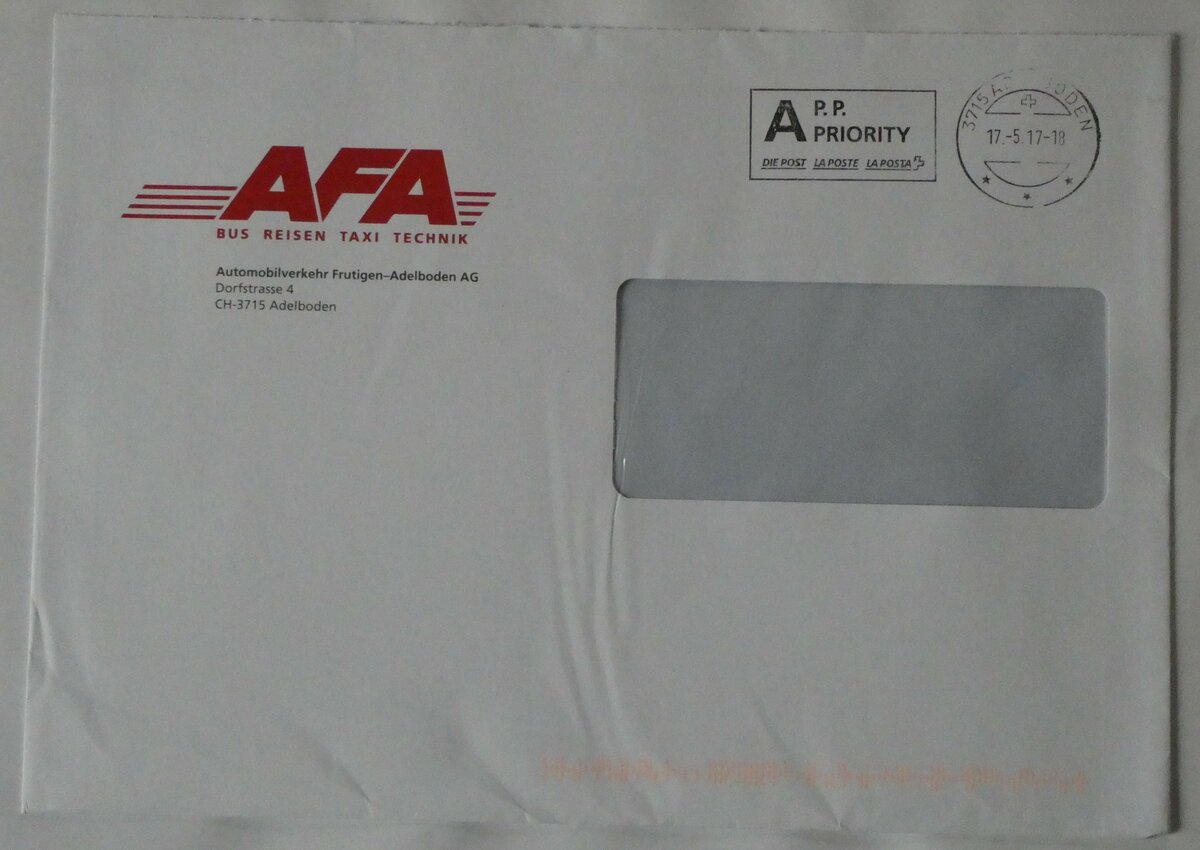 AFA
BUS REISEN TAXI TECHNIK
Automobilverkehr Frutigen–Adelboden AG
Dorfstrasse 4
CH-3715 Adelboden
A P.P.
PRIORITY
DIE POST LA POSTE LA POSTA
3715
17.-5.17-18